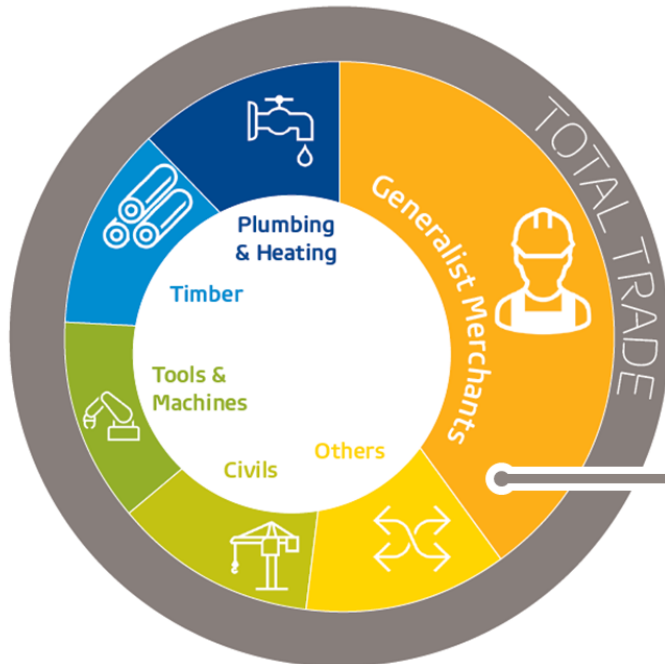 TOTAL TRADE
Generalist Merchants
Plumbing
& Heating
Timber
Tools &
Machines
Civils
Others